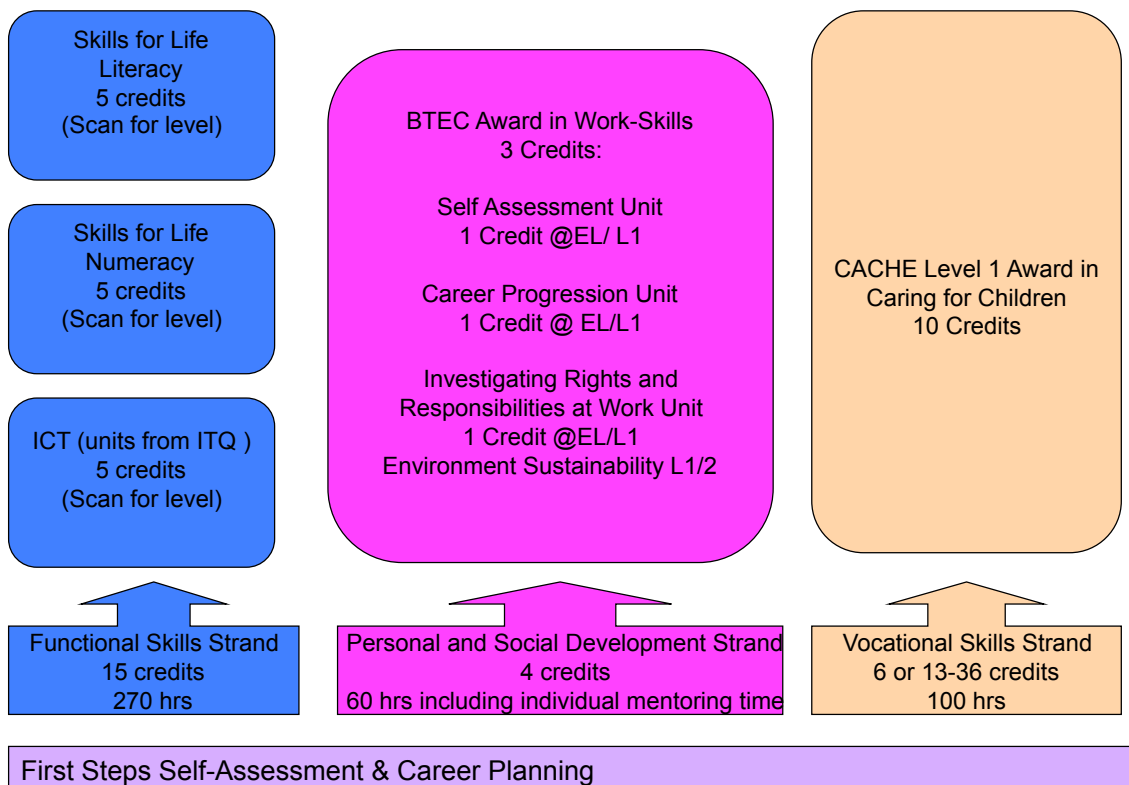 Skills for Life
Literacy
5 credits
(Scan for level)
Skills for Life
Numeracy
5 credits
(Scan for level)
ICT (units from ITQ )
5 credits
(Scan for level)
Functional Skills Strand
15 credits
270 hrs
BTEC Award in Work-Skills
3 Credits:
Self Assessment Unit
1 Credit @EL/ L1
Career Progression Unit
1 Credit @ EL/L1
Investigating Rights and
Responsibilities at Work Unit
1 Credit @EL/L1
Environment Sustainability L1/2
Personal and Social Development Strand
4 credits
60 hrs including individual mentoring time
CACHE Level 1 Award in
Caring for Children
10 Credits
Vocational Skills Strand
6 or 13-36 credits
100 hrs
First Steps Self-Assessment & Career Planning